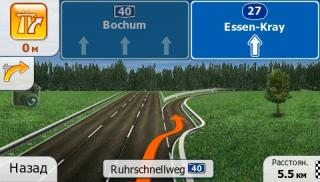 40
Bochum
27
Essen-Kray
0 м
Назад
Ruhrschnellweg 40
Расстоян.
5.5 км